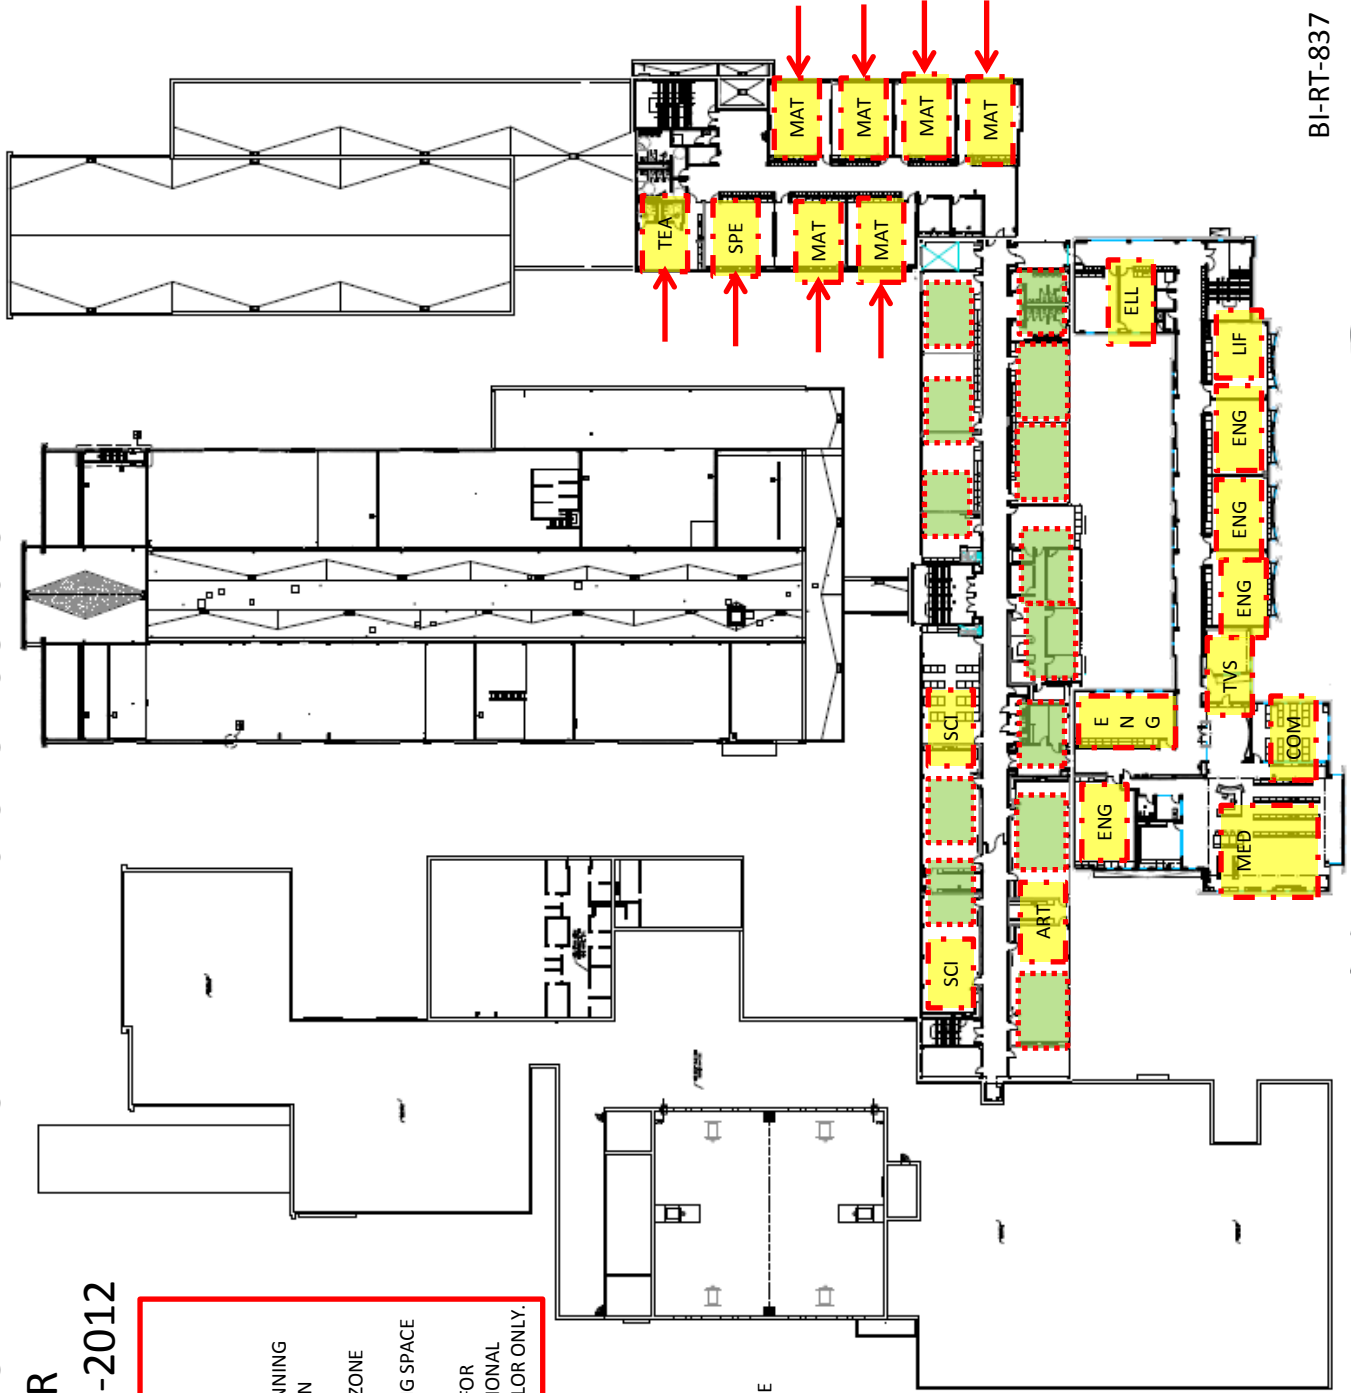 R
-2012
NNING
N
ZONE
G SPACE
FOR
IONAL
LOR ONLY.
E
TEA
SPE
MAT
MAT
MAT
MAT
MAT
MAT
SCI
SCI
ART
ELL
LIF
ENG
ENG
ENG
TVS
ENG
COM
ENG
MED
BI-RT-837